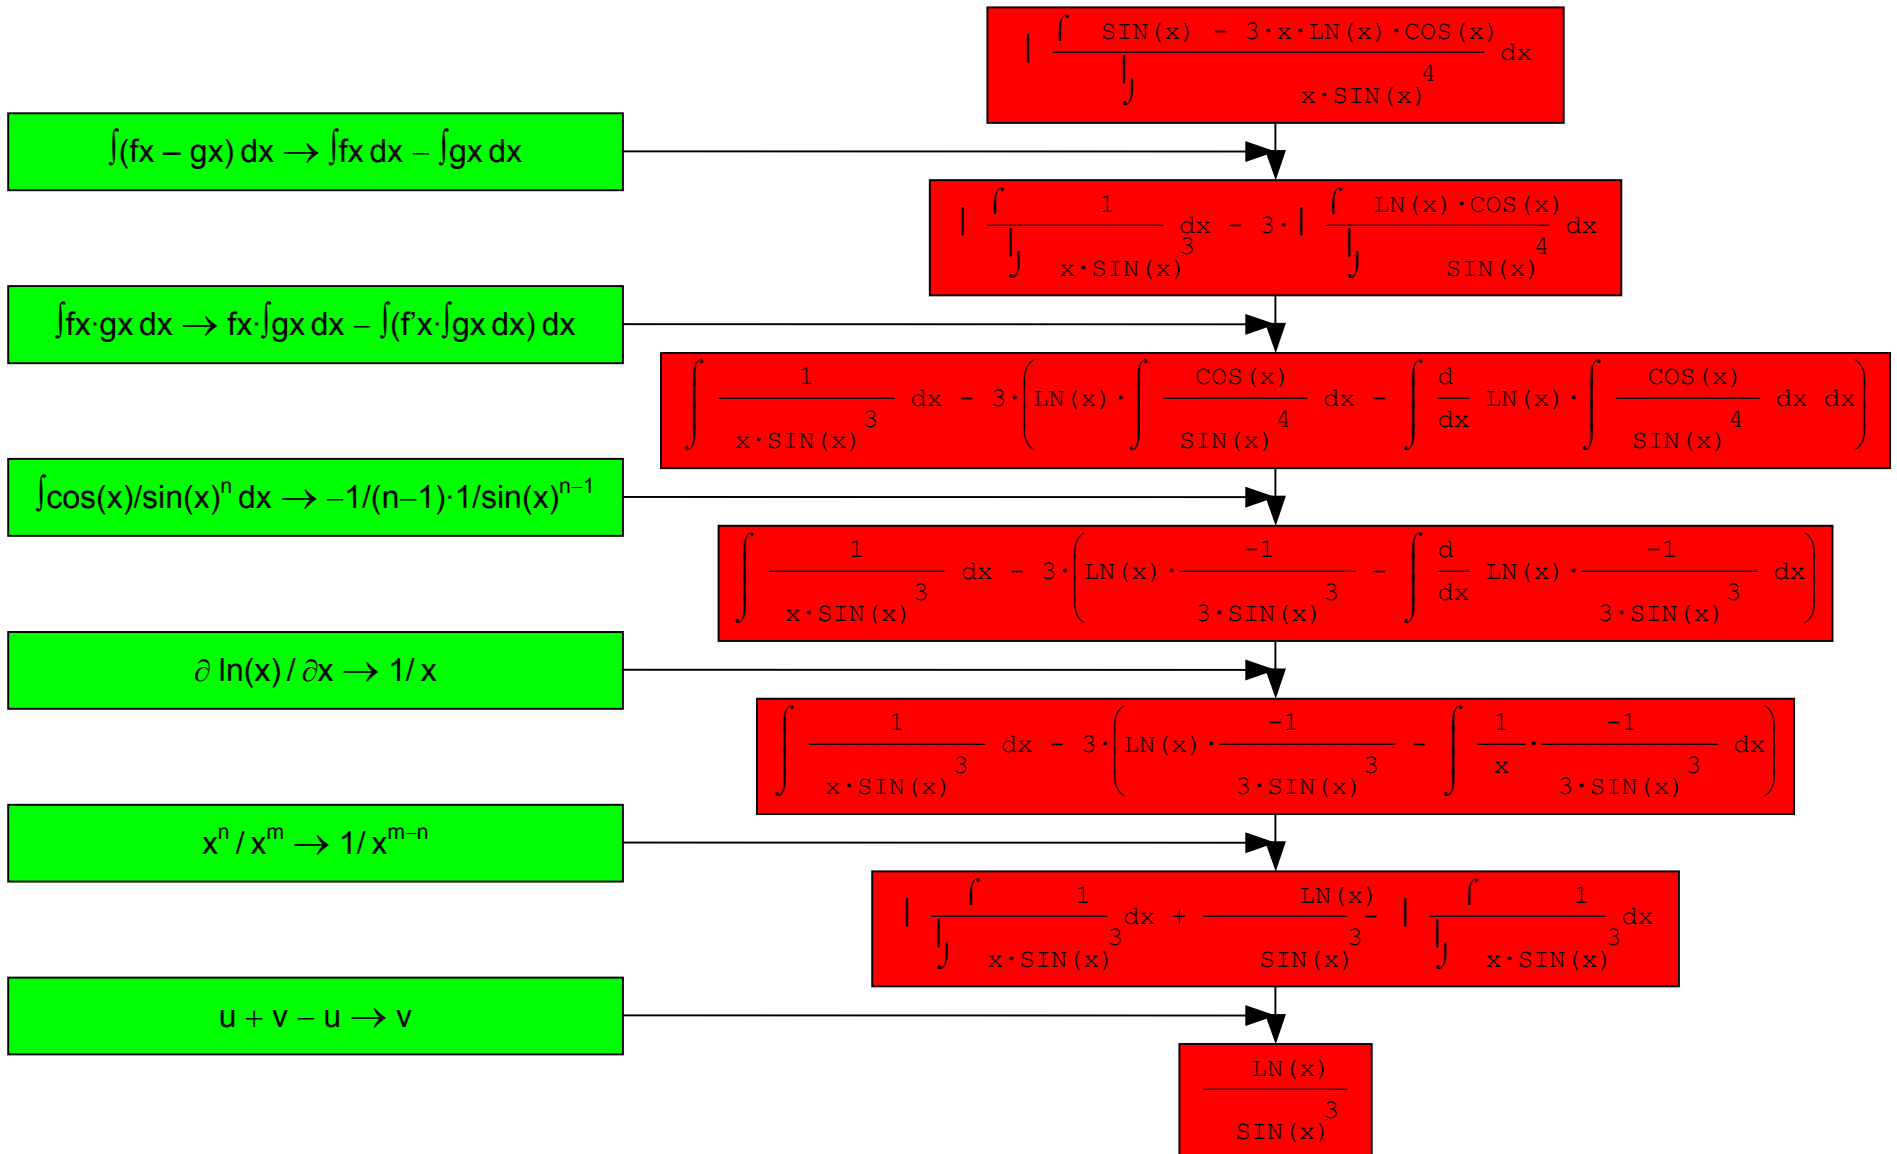 ∫ (SIN(x) - 3·x·LN(x)·COS(x))/(x·SIN(x)^4) dx
∫(fx – gx) dx → ∫fx dx – ∫gx dx
∫ 1/(x·SIN(x)^3) dx - 3·∫ (LN(x)·COS(x))/(SIN(x)^4) dx
∫fx·gx dx → fx·∫gx dx – ∫(f'x·∫gx dx) dx
∫ 1/(x·SIN(x)^3) dx - 3·(LN(x)·∫ COS(x)/(SIN(x)^4) dx - ∫ d/dx LN(x)·∫ COS(x)/(SIN(x)^4) dx dx)
∫cos(x)/sin(x)^n dx → –1/(n–1)·1/sin(x)^(n–1)
∫ 1/(x·SIN(x)^3) dx - 3·(LN(x)·-1/(3·SIN(x)^3) - ∫ d/dx LN(x)·-1/(3·SIN(x)^3) dx)
∂ ln(x) / ∂x → 1/ x
∫ 1/(x·SIN(x)^3) dx - 3·(LN(x)·-1/(3·SIN(x)^3) - ∫ 1/x·-1/(3·SIN(x)^3) dx)
x^n / x^m → 1/ x^(m–n)
∫ 1/(x·SIN(x)^3) dx + LN(x)/(SIN(x)^3) - ∫ 1/(x·SIN(x)^3) dx
u + v – u → v
LN(x)/(SIN(x)^3)